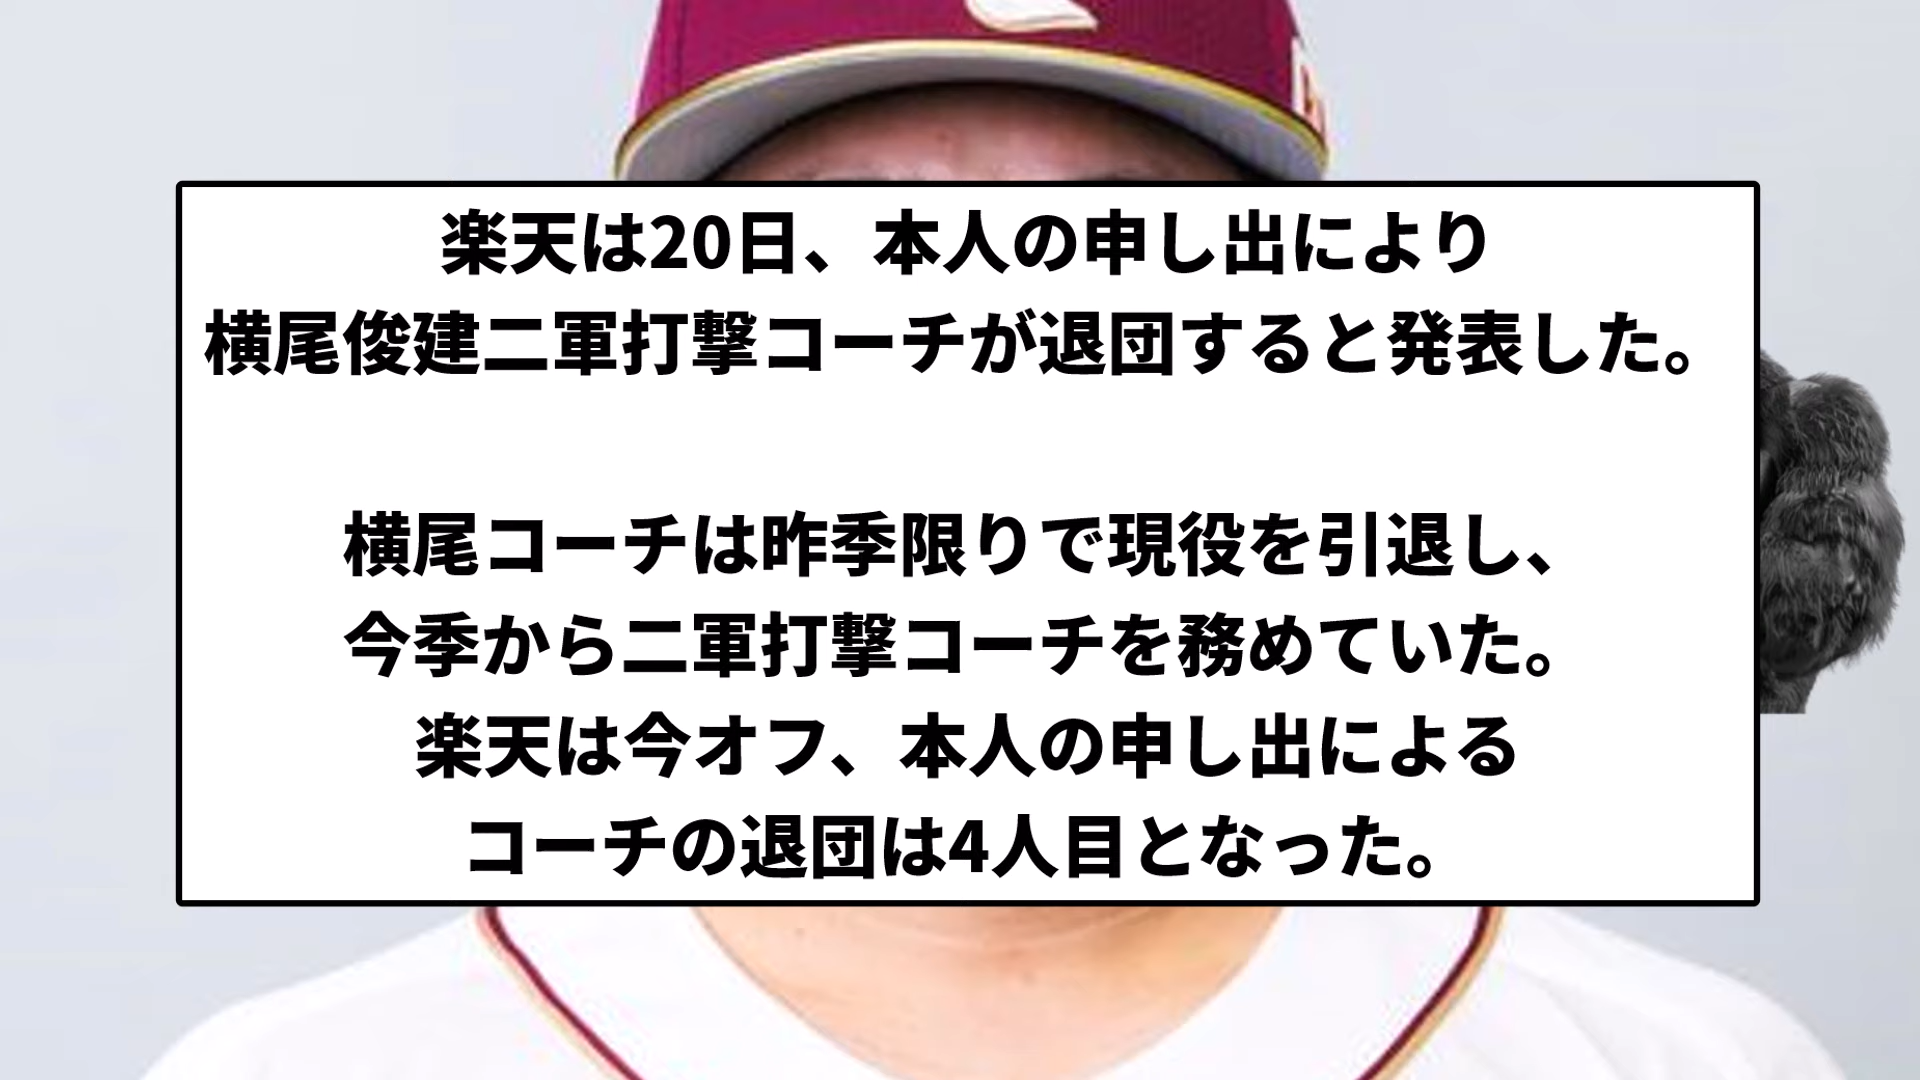 楽天は20日、本人の申し出により
横尾俊建二軍打撃コーチが退団すると発表した。
横尾コーチは昨季限りで現役を引退し、
今季から二軍打撃コーチを務めていた。
楽天は今オフ、本人の申し出による
コーチの退団は4人目となった。